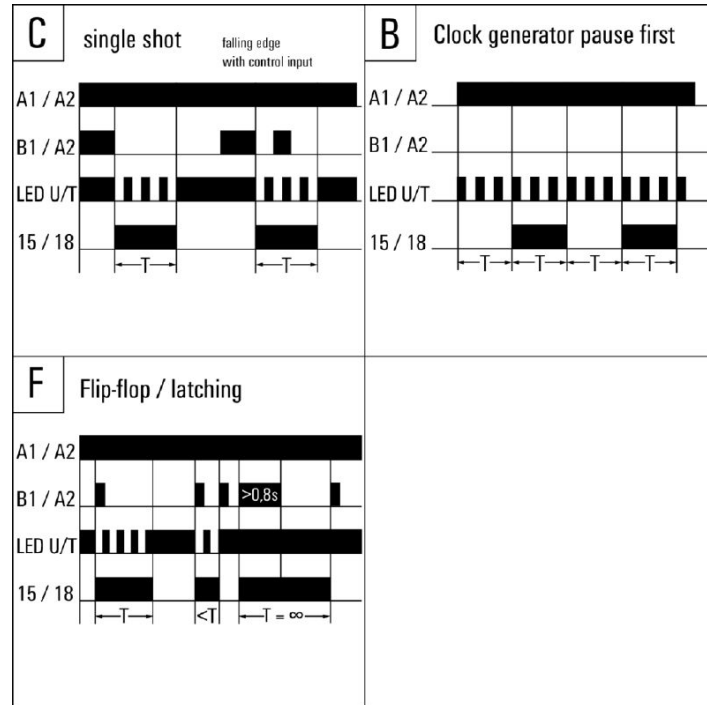 C single shot
falling edge
with control input
A1 / A2
B1 / A2
LED U/T
15 / 18
T T
B Clock generator pause first
A1 / A2
B1 / A2
LED U/T
15 / 18
T T T T
F Flip-flop / latching
A1 / A2
B1 / A2 >0,8s
LED U/T
15 / 18
T <T T = ∞